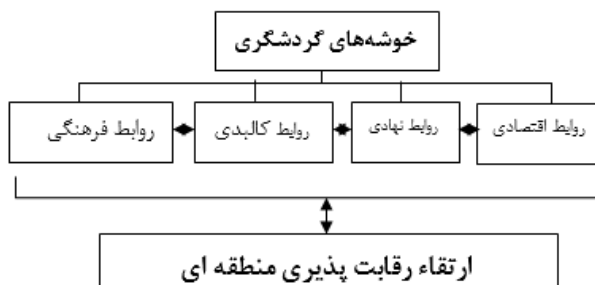 خوشه‌های گردشگری
روابط اقتصادی
روابط نهادی
روابط کالبدی
روابط فرهنگی
ارتقاء رقابت پذیری منطقه ای